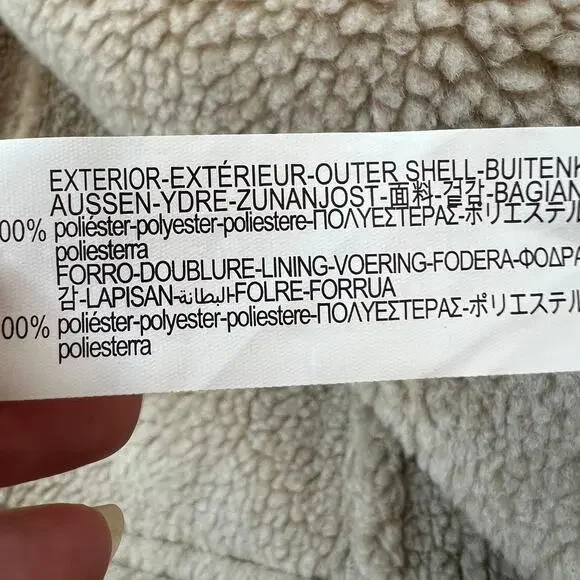 EXTERIOR-EXTÉRIEUR-OUTER SHELL-BUITENK
AUSSEN-YDRE-ZUNANJOST-面料-겉감-BAGIAN
00% poliéster-polyester-poliestere-ΠΟΛΥΕΣΤΕΡΑΣ-ポリエステル
poliesterra
FORRO-DOUBLURE-LINING-VOERING-FODERA-ΦΟΔΡΑ
감-LAPISAN-البطانة-FOLRE-FORRUA
00% poliéster-polyester-poliestere-ΠΟΛΥΕΣΤΕΡΑΣ-ポリエステル
poliesterra